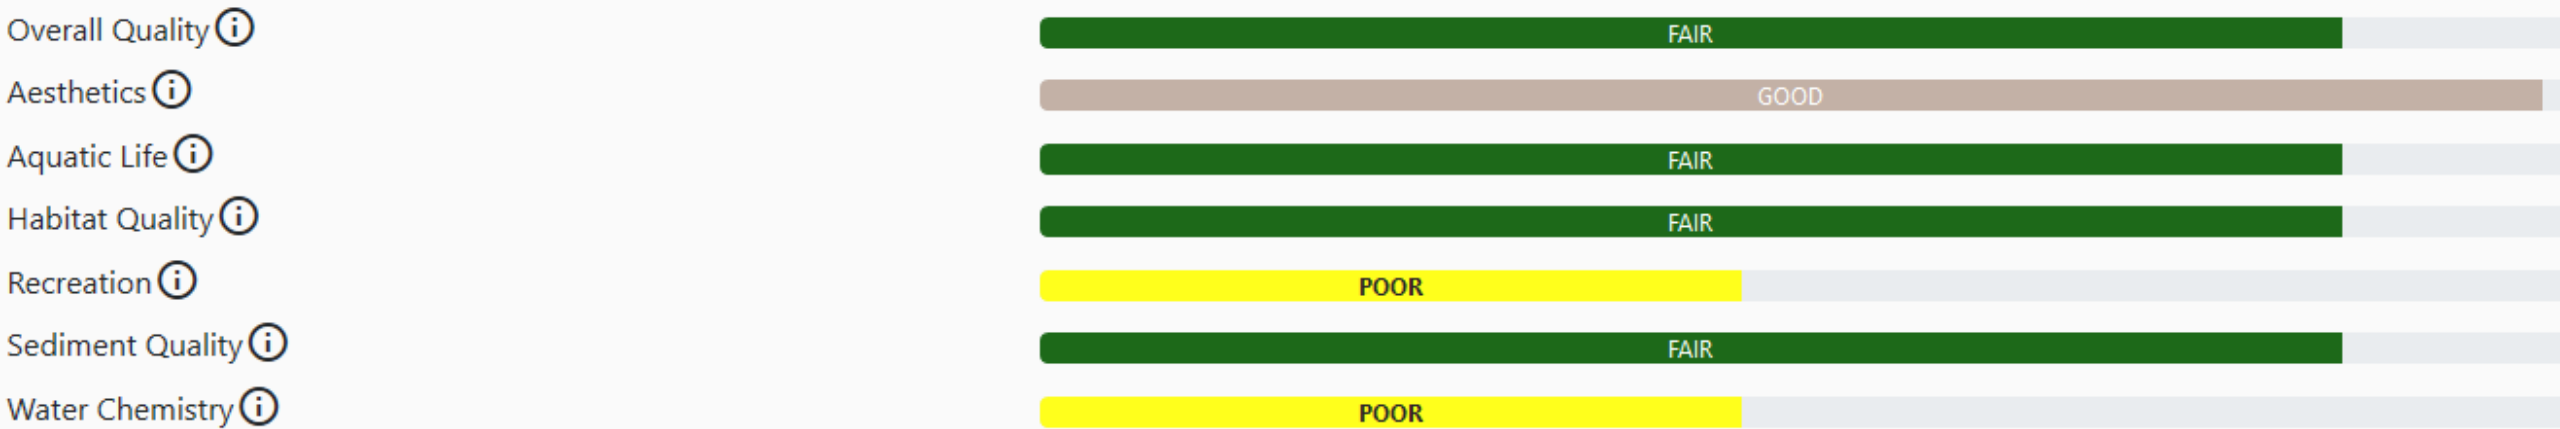 Overall Quality FAIR
Aesthetics GOOD
Aquatic Life FAIR
Habitat Quality FAIR
Recreation POOR
Sediment Quality FAIR
Water Chemistry POOR